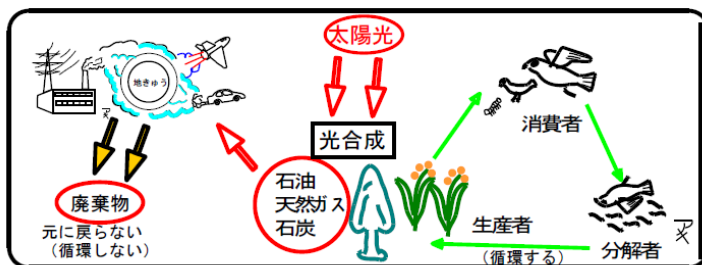 太陽光
地きゅう
光合成
消費者
石油
天然ガス
石炭
廃棄物
元に戻らない
（循環しない）
生産者
（循環する）
分解者